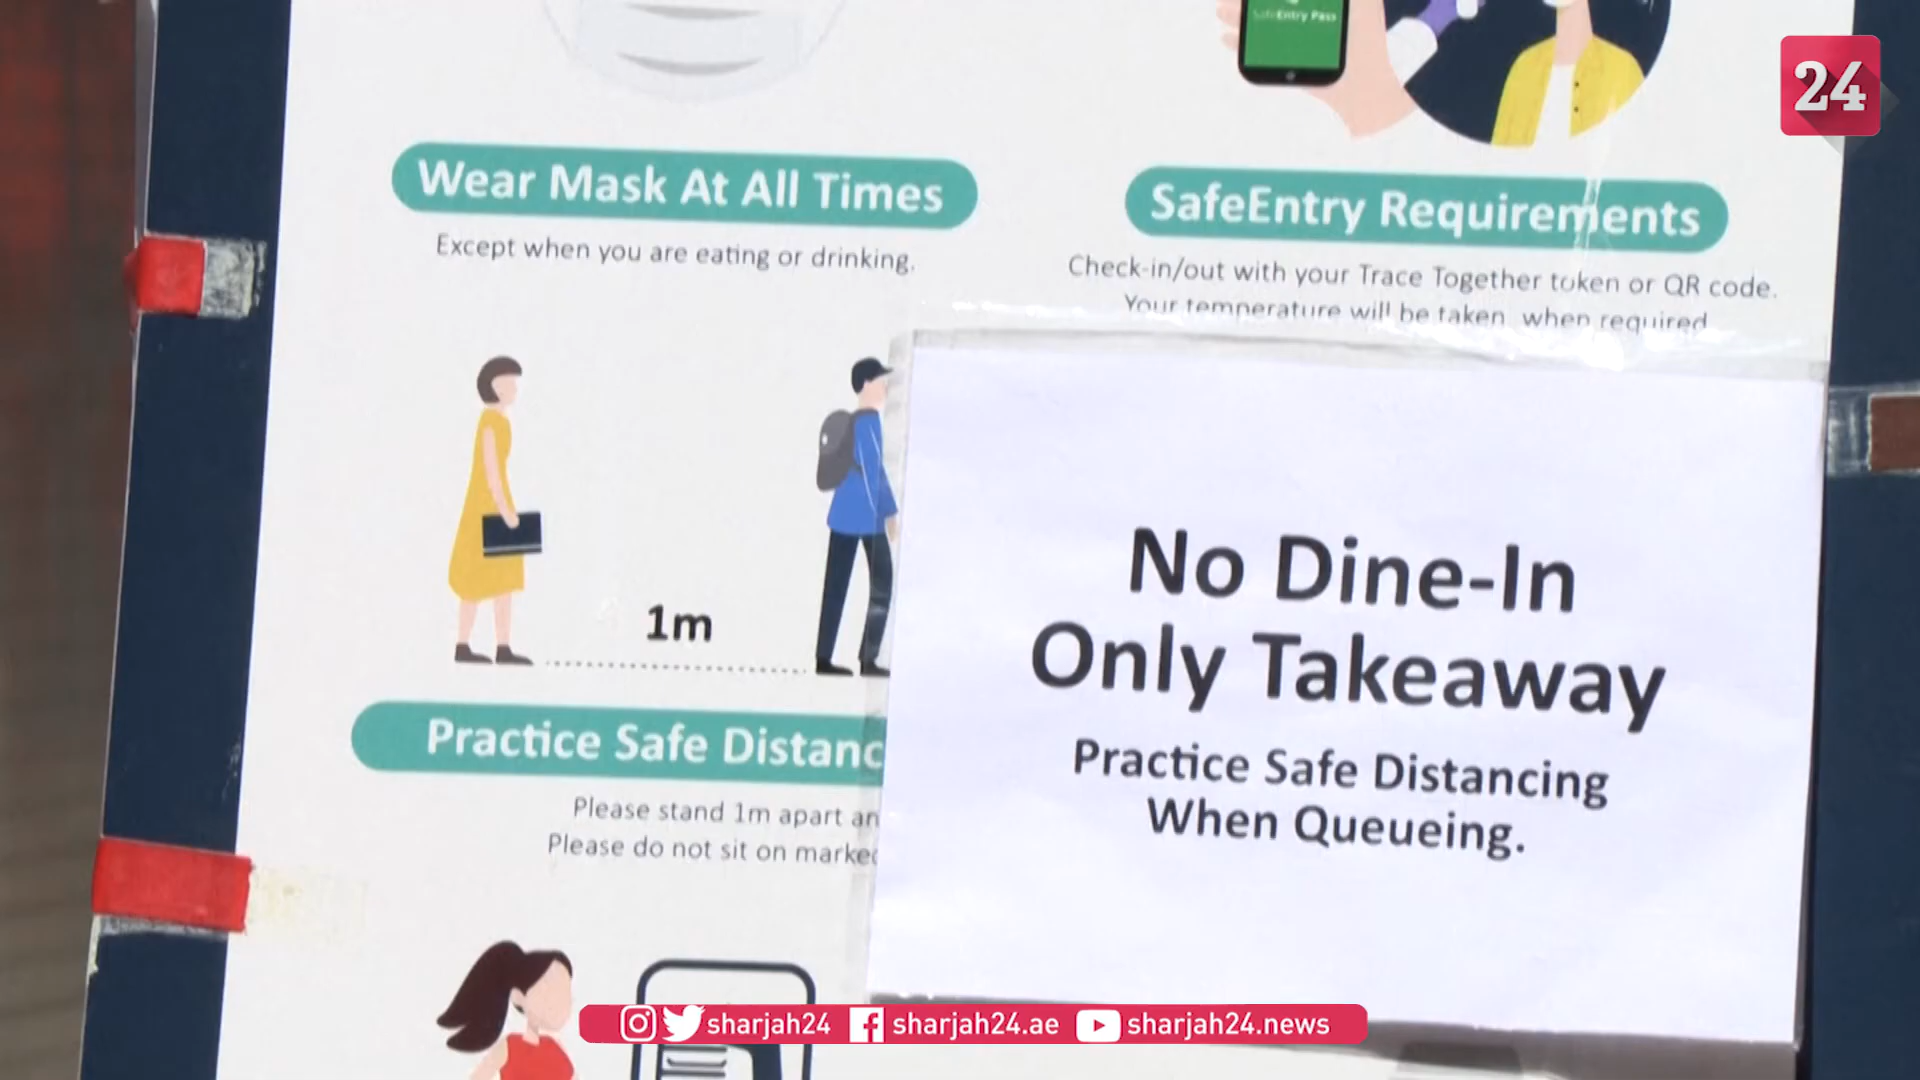 SafeEntry Pass
24
Wear Mask At All Times
Except when you are eating or drinking.
SafeEntry Requirements
Check-in/out with your Trace Together token or QR code.
Your temperature will be taken, when required
1m
Practice Safe Distanc
Please stand 1m apart an
Please do not sit on marked
No Dine-In
Only Takeaway
Practice Safe Distancing
When Queueing.
sharjah24 sharjah24.ae sharjah24.news